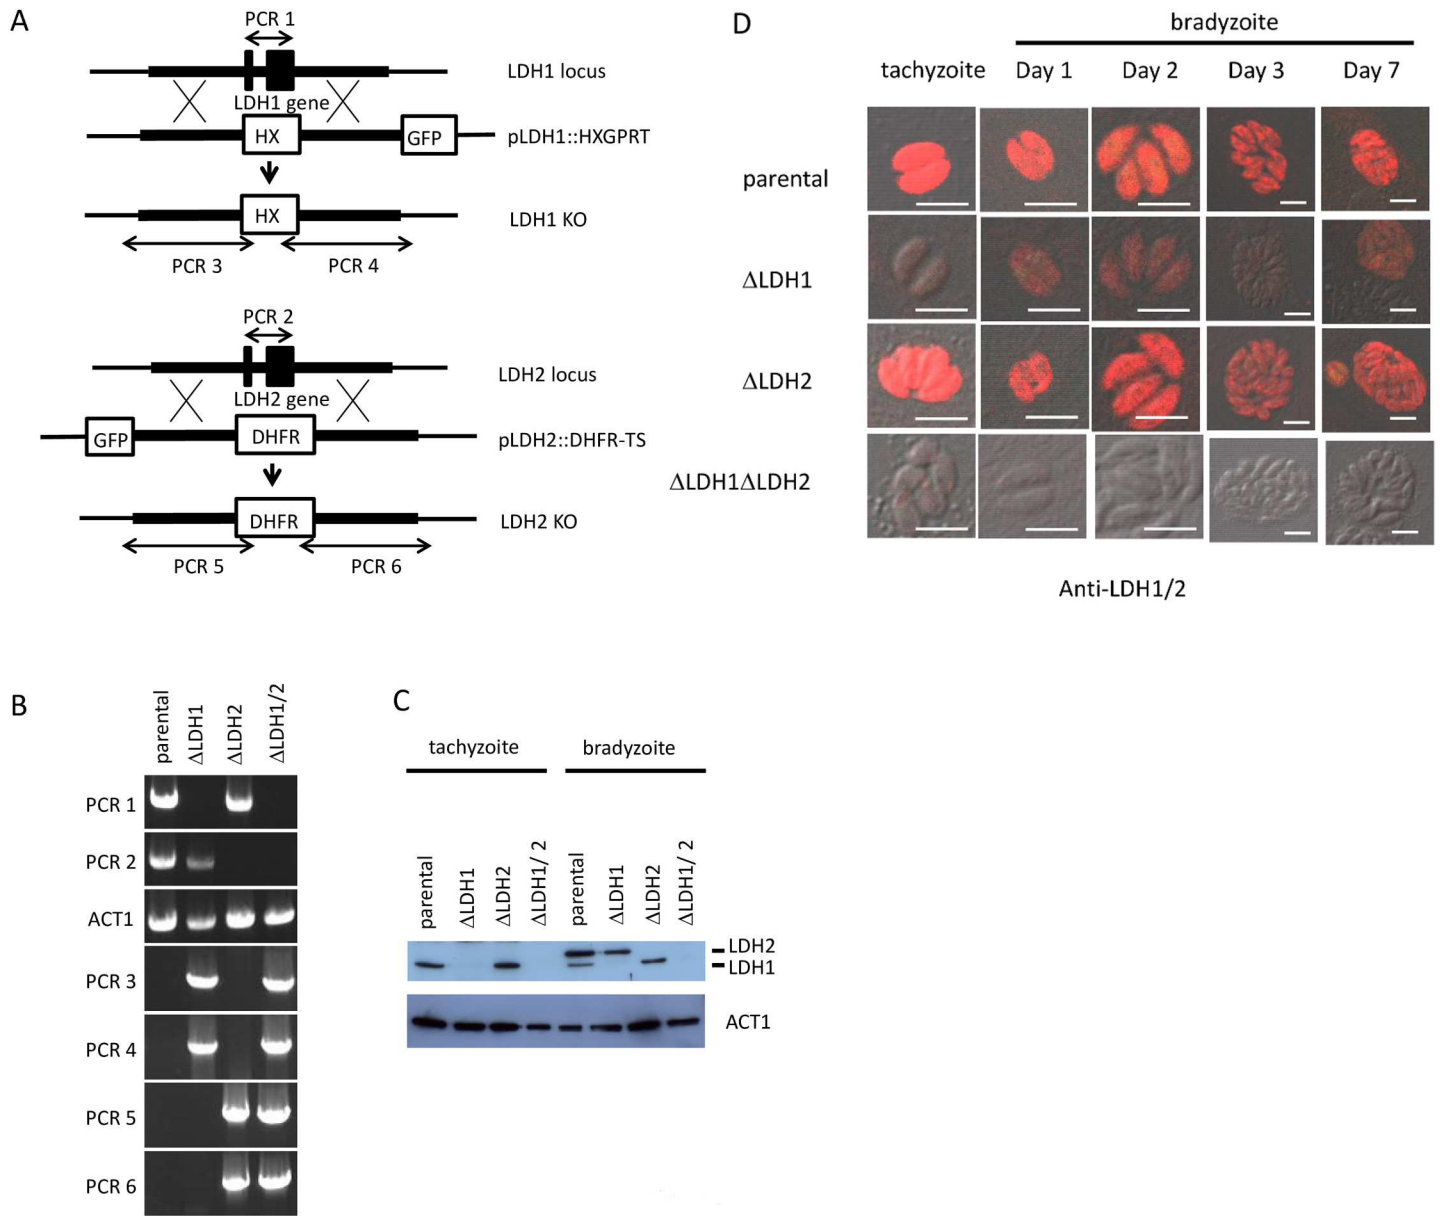 A
PCR 1
LDH1 locus
LDH1 gene
HX
GFP
pLDH1::HXGPRT
HX
LDH1 KO
PCR 3
PCR 4
PCR 2
LDH2 locus
LDH2 gene
GFP
DHFR
pLDH2::DHFR-TS
DHFR
LDH2 KO
PCR 5
PCR 6
D
bradyzoite
tachyzoite
Day 1
Day 2
Day 3
Day 7
parental
ΔLDH1
ΔLDH2
ΔLDH1ΔLDH2
Anti-LDH1/2
B
parental
ΔLDH1
ΔLDH2
ΔLDH1/2
PCR 1
PCR 2
ACT1
PCR 3
PCR 4
PCR 5
PCR 6
C
tachyzoite
bradyzoite
parental
ΔLDH1
ΔLDH2
ΔLDH1/ 2
parental
ΔLDH1
ΔLDH2
ΔLDH1/ 2
LDH2
LDH1
ACT1